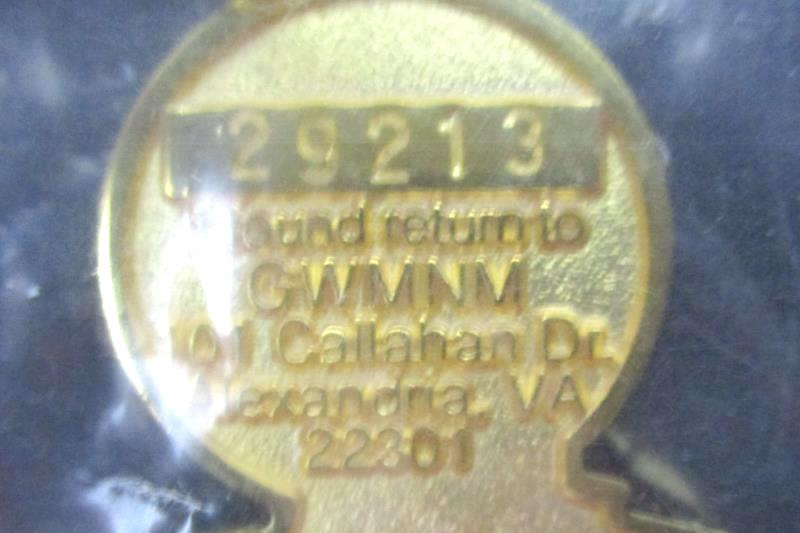 29213
found return to
GWMNM
101 Callahan Dr.
Alexandria, VA
22301